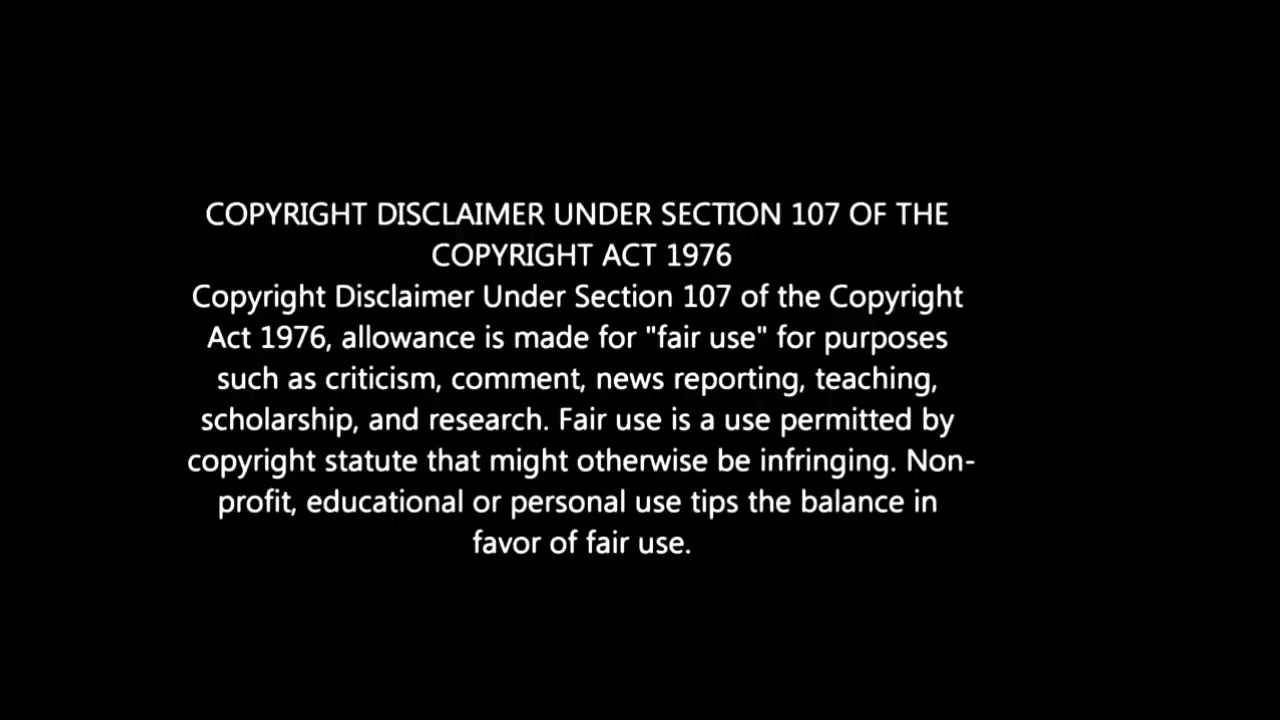 COPYRIGHT DISCLAIMER UNDER SECTION 107 OF THE
COPYRIGHT ACT 1976
Copyright Disclaimer Under Section 107 of the Copyright
Act 1976, allowance is made for "fair use" for purposes
such as criticism, comment, news reporting, teaching,
scholarship, and research. Fair use is a use permitted by
copyright statute that might otherwise be infringing. Non-
profit, educational or personal use tips the balance in
favor of fair use.